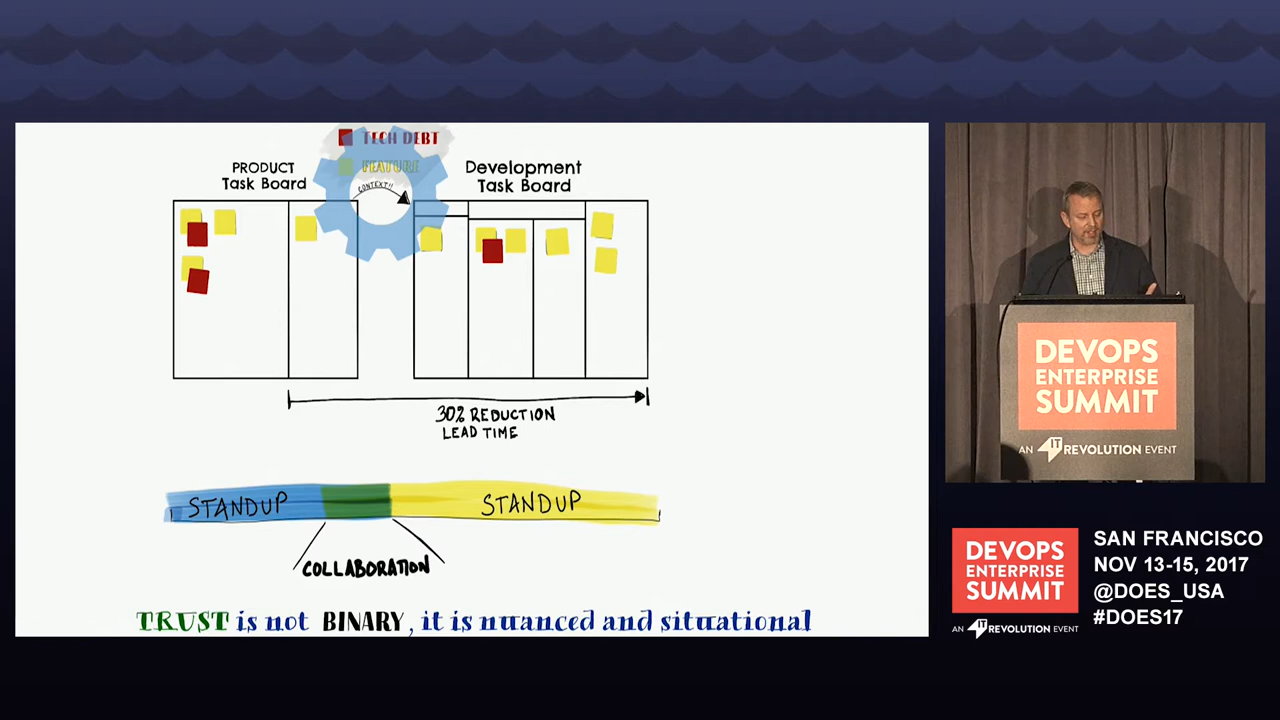 TECH DEBT
FEATURE
PRODUCT
Task Board
CONTEXT!!
Development
Task Board
30% REDUCTION
LEAD TIME
STANDUP
STANDUP
COLLABORATION
TRUST is not BINARY, it is nuanced and situational
DEVOPS
ENTERPRISE
SUMMIT
AN IT REVOLUTION EVENT
DEVOPS
ENTERPRISE
SUMMIT
AN IT REVOLUTION EVENT
SAN FRANCISCO
NOV 13-15, 2017
@DOES_USA
#DOES17